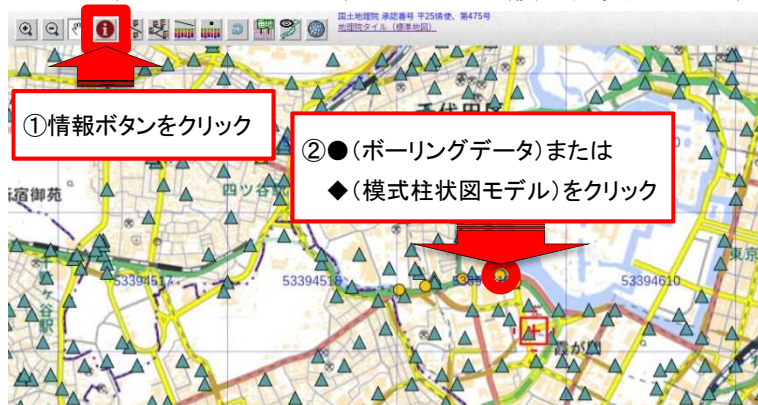 国土地理院 承認番号 平25情使、第475号
地理院タイル（標準地図）
①情報ボタンをクリック
②●（ボーリングデータ）または
◆（模式柱状図モデル）をクリック
千代田区
宿御苑
四ツ谷駅
53394517
53394518
53394610
東京
ケ谷駅
霞が関